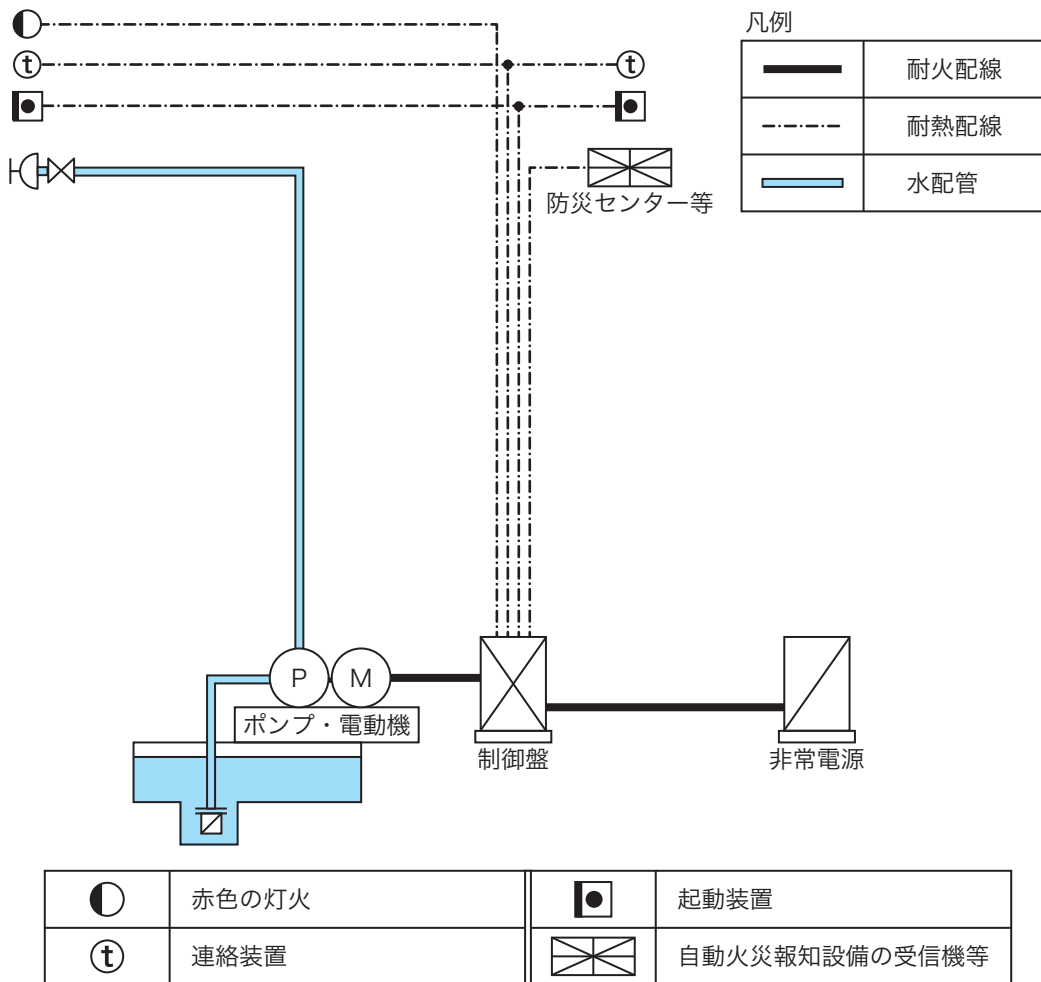 t
t
凡例
耐火配線
耐熱配線
水配管
防災センター等
P
M
ポンプ・電動機
制御盤
非常電源
赤色の灯火
起動装置
t
連絡装置
自動火災報知設備の受信機等